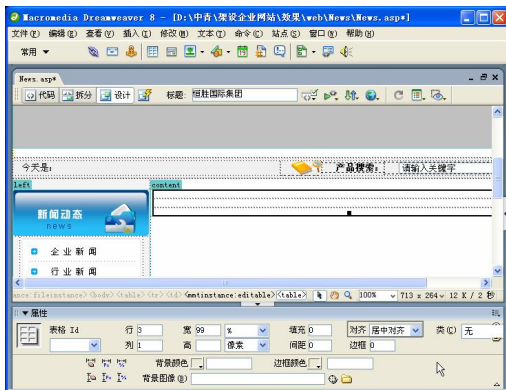 Macromedia Dreamweaver 8 - [D:\中青\架设企业网站\效果\web\News\News.asp*]
文件(F) 编辑(E) 查看(V) 插入(I) 修改(M) 文本(T) 命令(C) 站点(S) 窗口(W) 帮助(H)
常用
News.asp*
代码 拆分 设计 标题: 恒胜国际集团
今天是: 产品搜索: 请输入关键字
left content
新闻动态
news
企业新闻
行业新闻
<body> <table> <tr> <td> <mmtinstance:editable> <table> 100% 713 x 264 12 K / 2 秒
属性
表格 Id 行 3 宽 99 % 填充 0 对齐 居中对齐 类(C) 无
列 1 高 像素 间距 0 边框 0
背景颜色 边框颜色
背景图像(B)